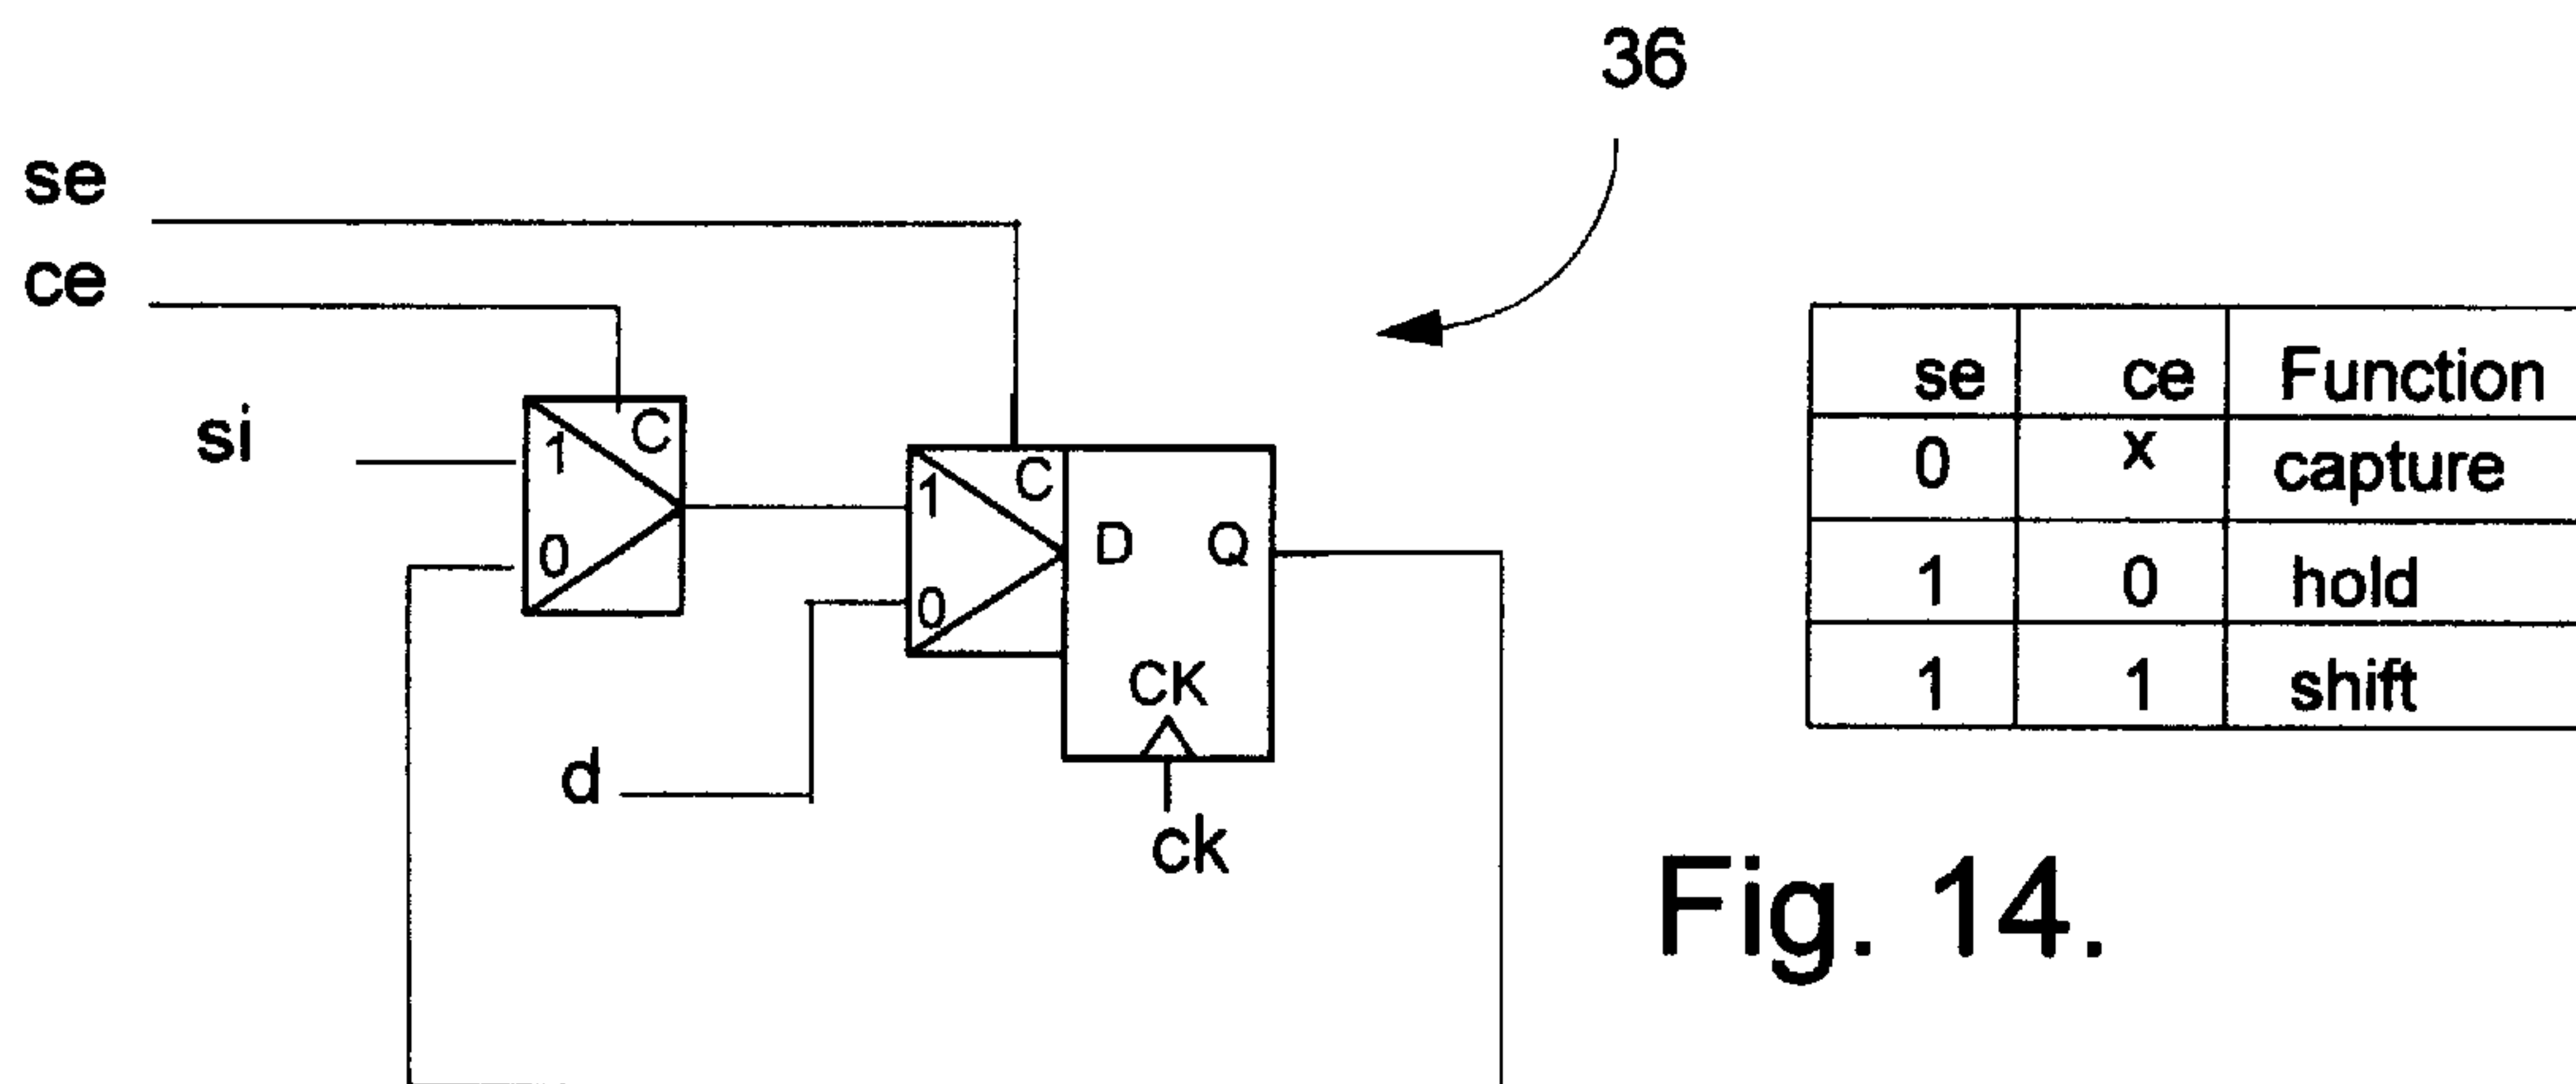 36
se
ce
si
1
C
0
1
C
0
D
Q
CK
d
ck
se ce Function
0 x capture
1 0 hold
1 1 shift
Fig. 14.